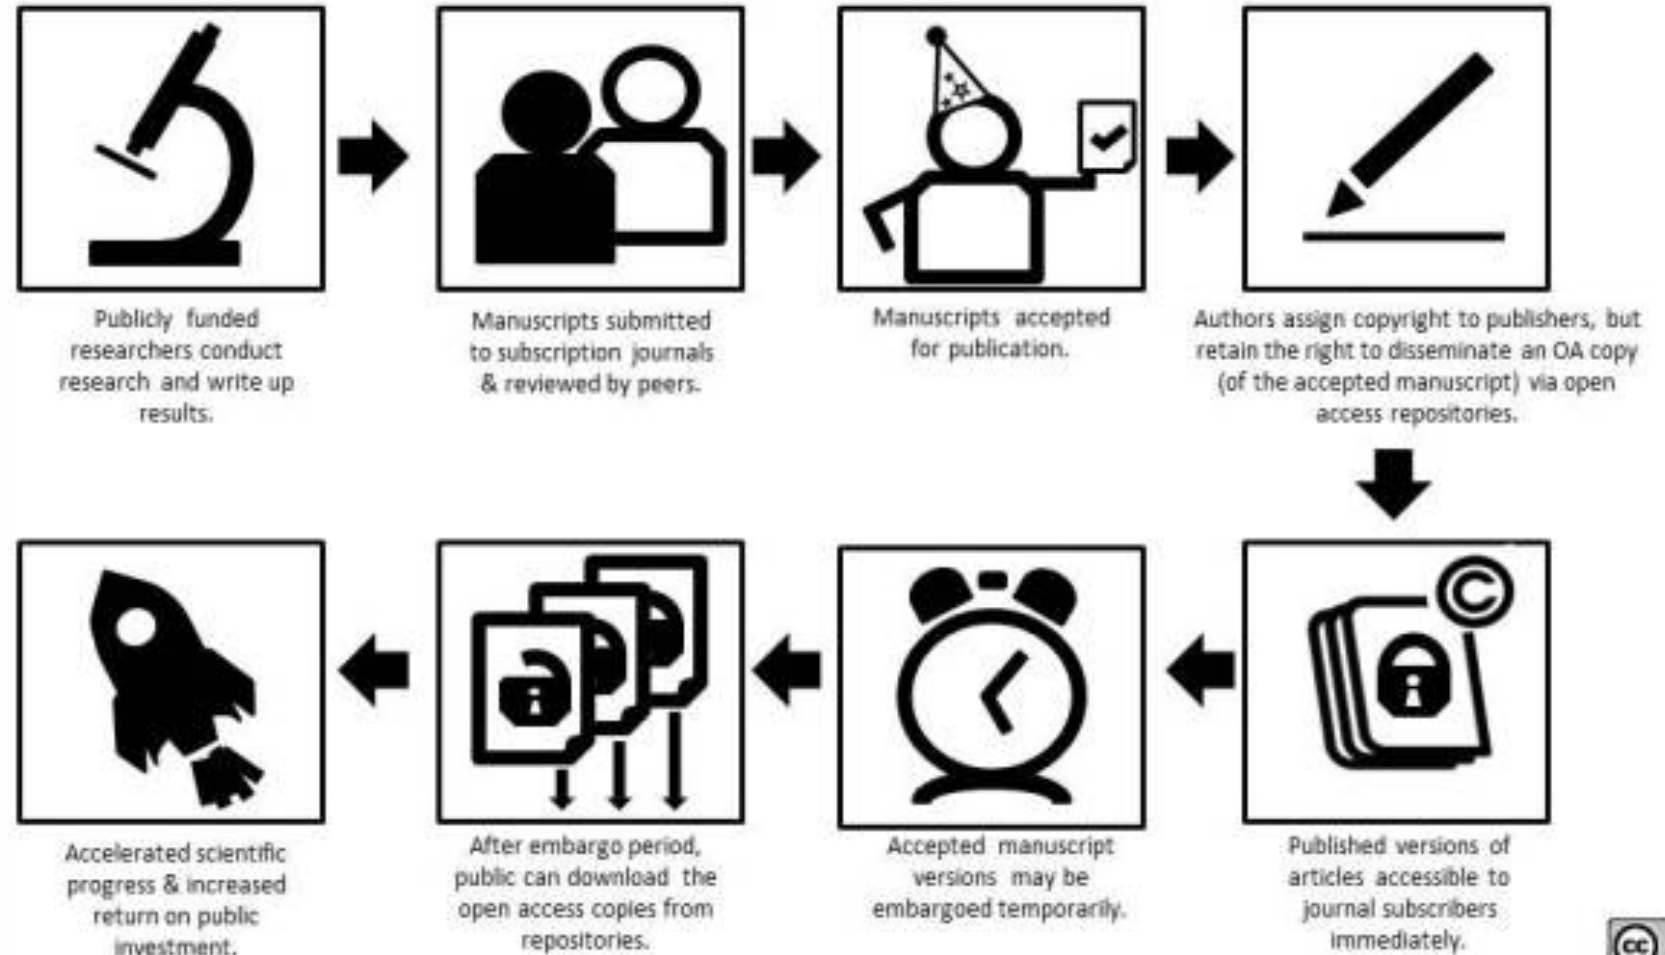 Publicly funded
researchers conduct
research and write up
results.
Manuscripts submitted
to subscription journals
& reviewed by peers.
Manuscripts accepted
for publication.
Authors assign copyright to publishers, but
retain the right to disseminate an OA copy
(of the accepted manuscript) via open
access repositories.
C
Published versions of
articles accessible to
journal subscribers
immediately.
Accepted manuscript
versions may be
embargoed temporarily.
After embargo period,
public can download the
open access copies from
repositories.
Accelerated scientific
progress & increased
return on public
investment.
cc